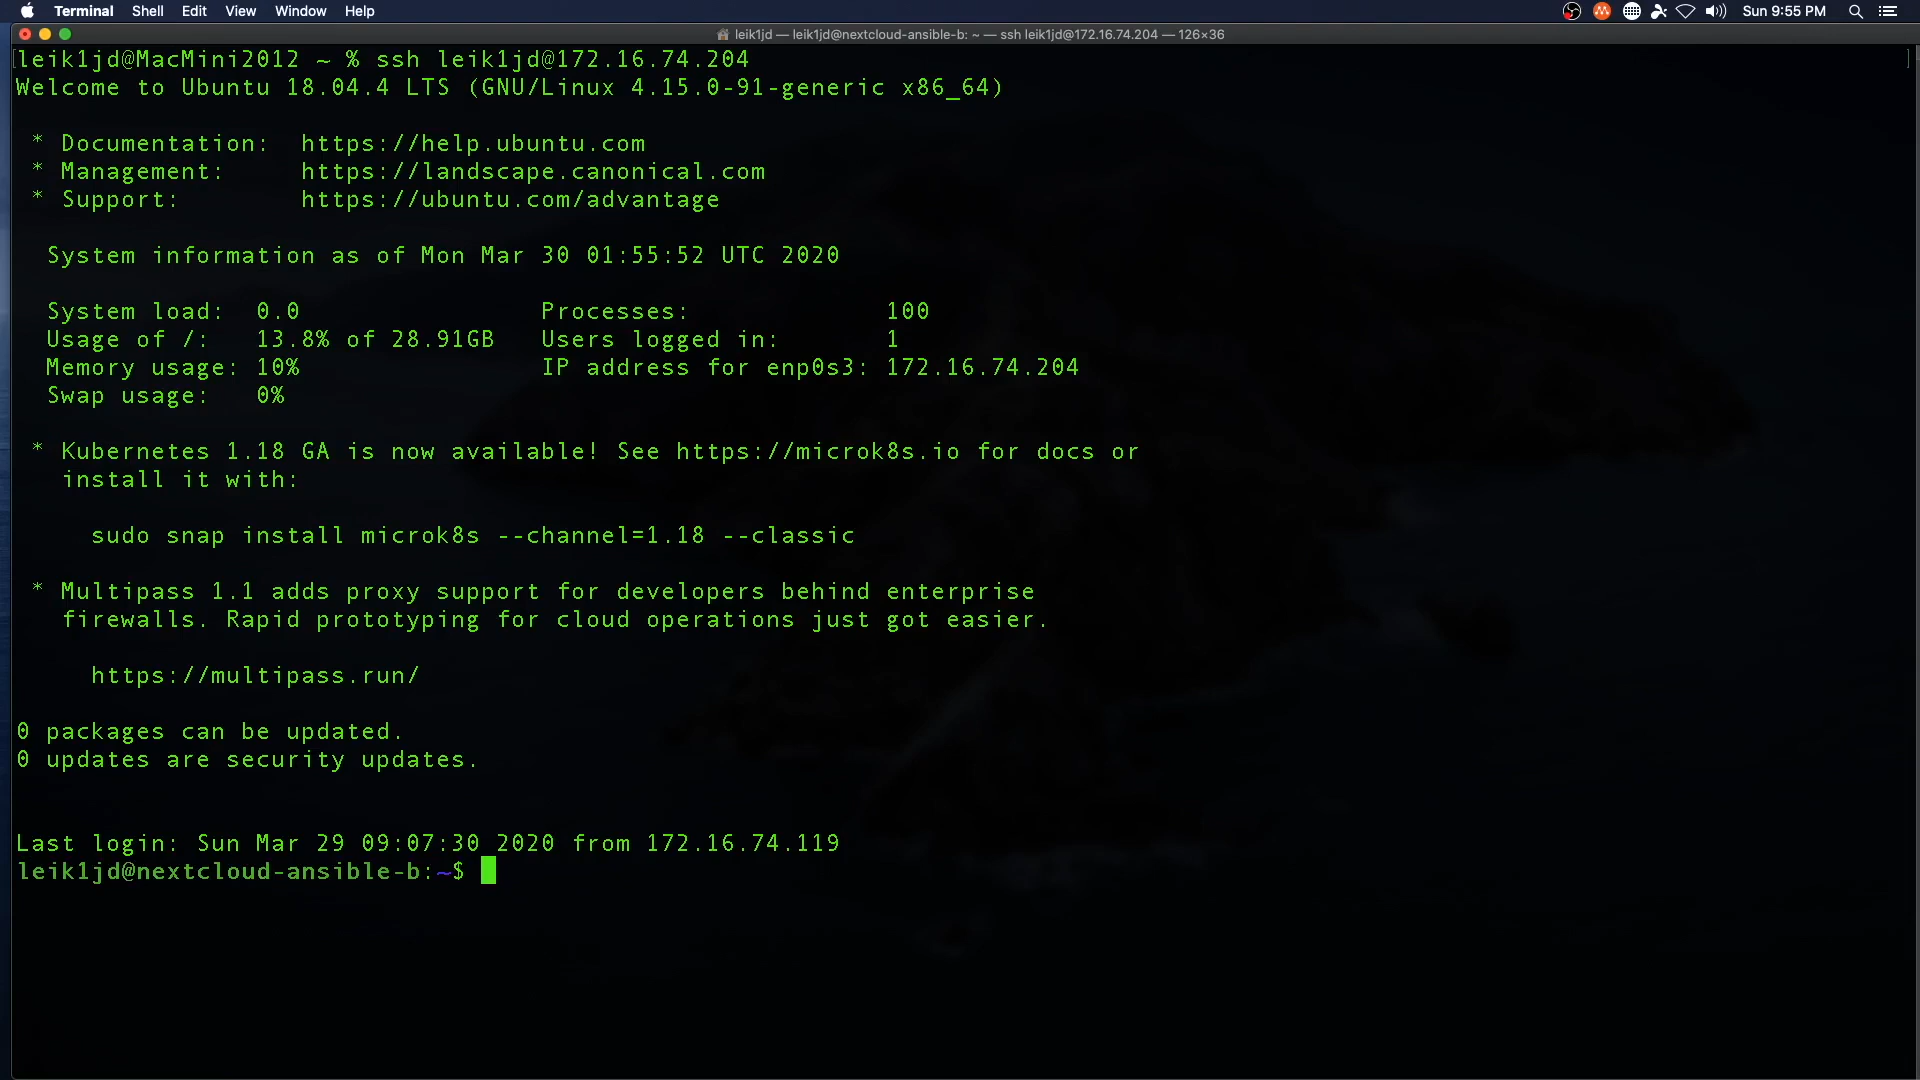 Terminal Shell Edit View Window Help Sun 9:55 PM
leik1jd — leik1jd@nextcloud-ansible-b: ~ — ssh leik1jd@172.16.74.204 — 126×36
[leik1jd@MacMini2012 ~ % ssh leik1jd@172.16.74.204 ]
Welcome to Ubuntu 18.04.4 LTS (GNU/Linux 4.15.0-91-generic x86_64)
* Documentation: https://help.ubuntu.com
* Management: https://landscape.canonical.com
* Support: https://ubuntu.com/advantage
System information as of Mon Mar 30 01:55:52 UTC 2020
System load: 0.0 Processes: 100
Usage of /: 13.8% of 28.91GB Users logged in: 1
Memory usage: 10% IP address for enp0s3: 172.16.74.204
Swap usage: 0%
* Kubernetes 1.18 GA is now available! See https://microk8s.io for docs or
install it with:
sudo snap install microk8s --channel=1.18 --classic
* Multipass 1.1 adds proxy support for developers behind enterprise
firewalls. Rapid prototyping for cloud operations just got easier.
https://multipass.run/
0 packages can be updated.
0 updates are security updates.
Last login: Sun Mar 29 09:07:30 2020 from 172.16.74.119
leik1jd@nextcloud-ansible-b:~$